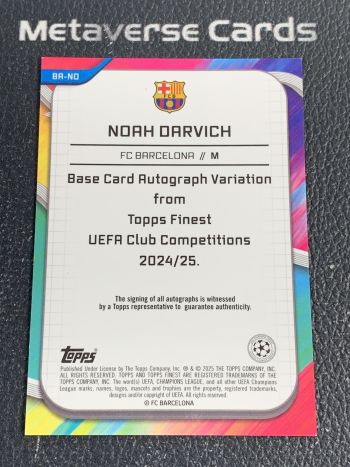 Metaverse Cards
BA-ND
FCB
NOAH DARVICH
FC BARCELONA // M
Base Card Autograph Variation
from
Topps Finest
UEFA Club Competitions
2024/25.
The signing of all autographs is witnessed
by a Topps representative to guarantee authenticity.
topps
Published Under License by The Topps Company, Inc. ® & © 2025 THE TOPPS COMPANY, INC.
ALL RIGHTS RESERVED. TOPPS AND TOPPS FINEST ARE REGISTERED TRADEMARKS OF THE
TOPPS COMPANY, INC. The word(s) UEFA, CHAMPIONS LEAGUE, and all other UEFA Champions
League marks, names, logos, mascots and trophies are the property, registered trademarks,
designs and/or copyright of UEFA. All rights reserved.
© FC BARCELONA